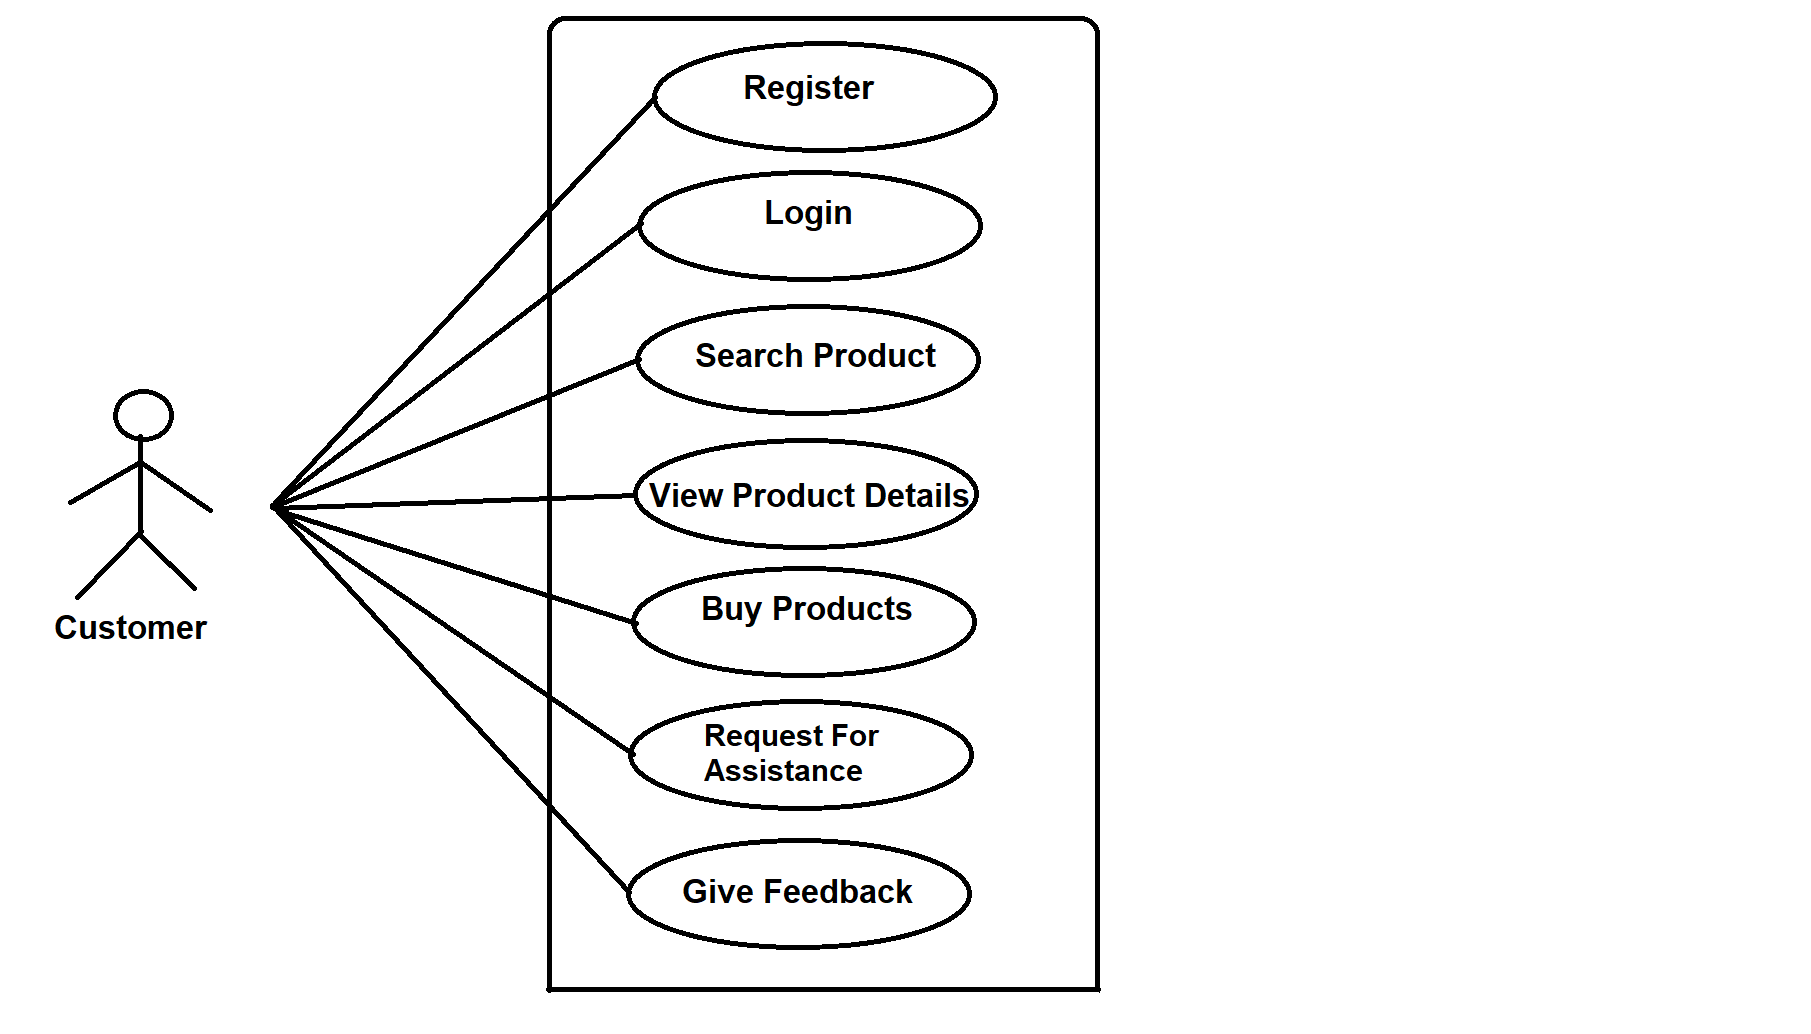 Register
Login
Search Product
View Product Details
Buy Products
Request For
Assistance
Give Feedback
Customer